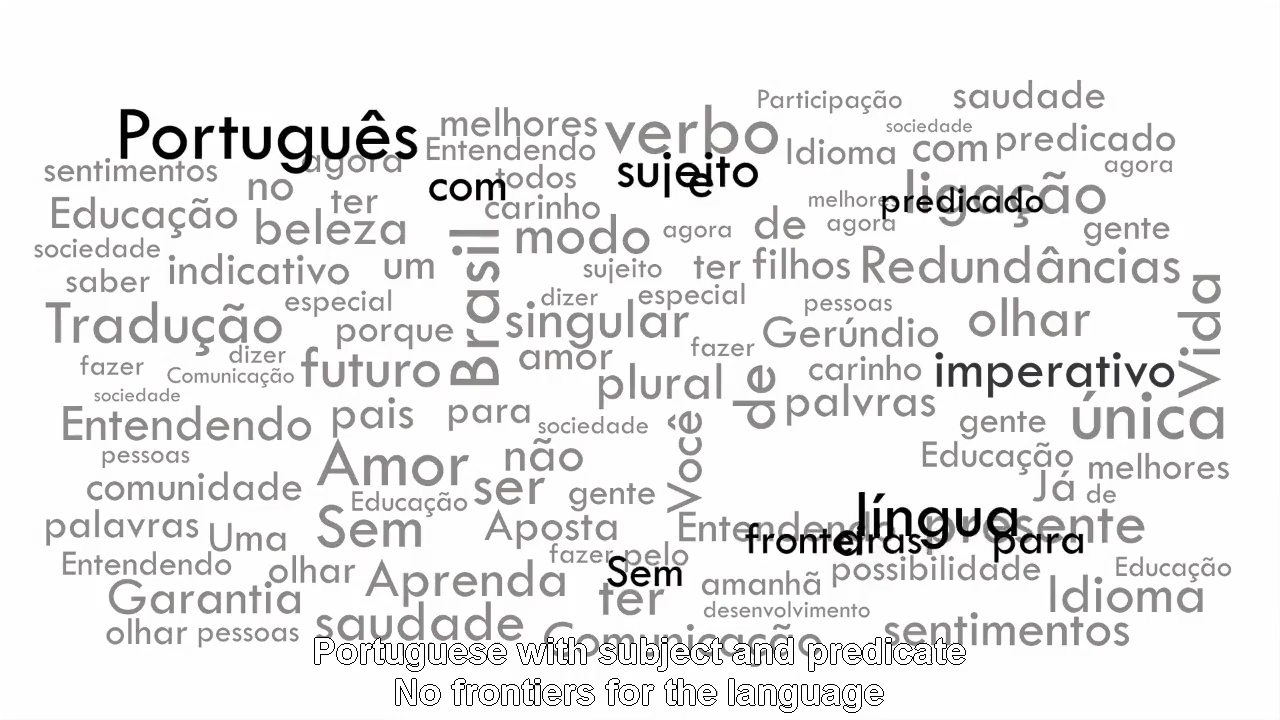 Participação saudade
Português melhores verbo sociedade
Entendendo Idioma com predicado
sentimentos agora com todos sujeito e agora
no ter carinho melhores predicado ligação
Educação beleza Brasil modo agora de agora gente
sociedade
saber indicativo um sujeito ter filhos Redundâncias
especial dizer especial pessoas Vida
Tradução porque singular Gerúndio olhar
fazer dizer amor fazer
Comunicação futuro plural de carinho imperativo
sociedade
Entendendo pais para sociedade Você palvras gente única
pessoas não Educação melhores
comunidade Amor ser gente Já de
Educação
palavras Uma Sem Aposta Entendendo língua presente
fronteiras a para
Entendendo olhar fazer pelo possibilidade Educação
Garantia Aprenda Sem ter amanhã Idioma
desenvolvimento
olhar pessoas saudade Comunicação sentimentos
Portuguese with subject and predicate
No frontiers for the language